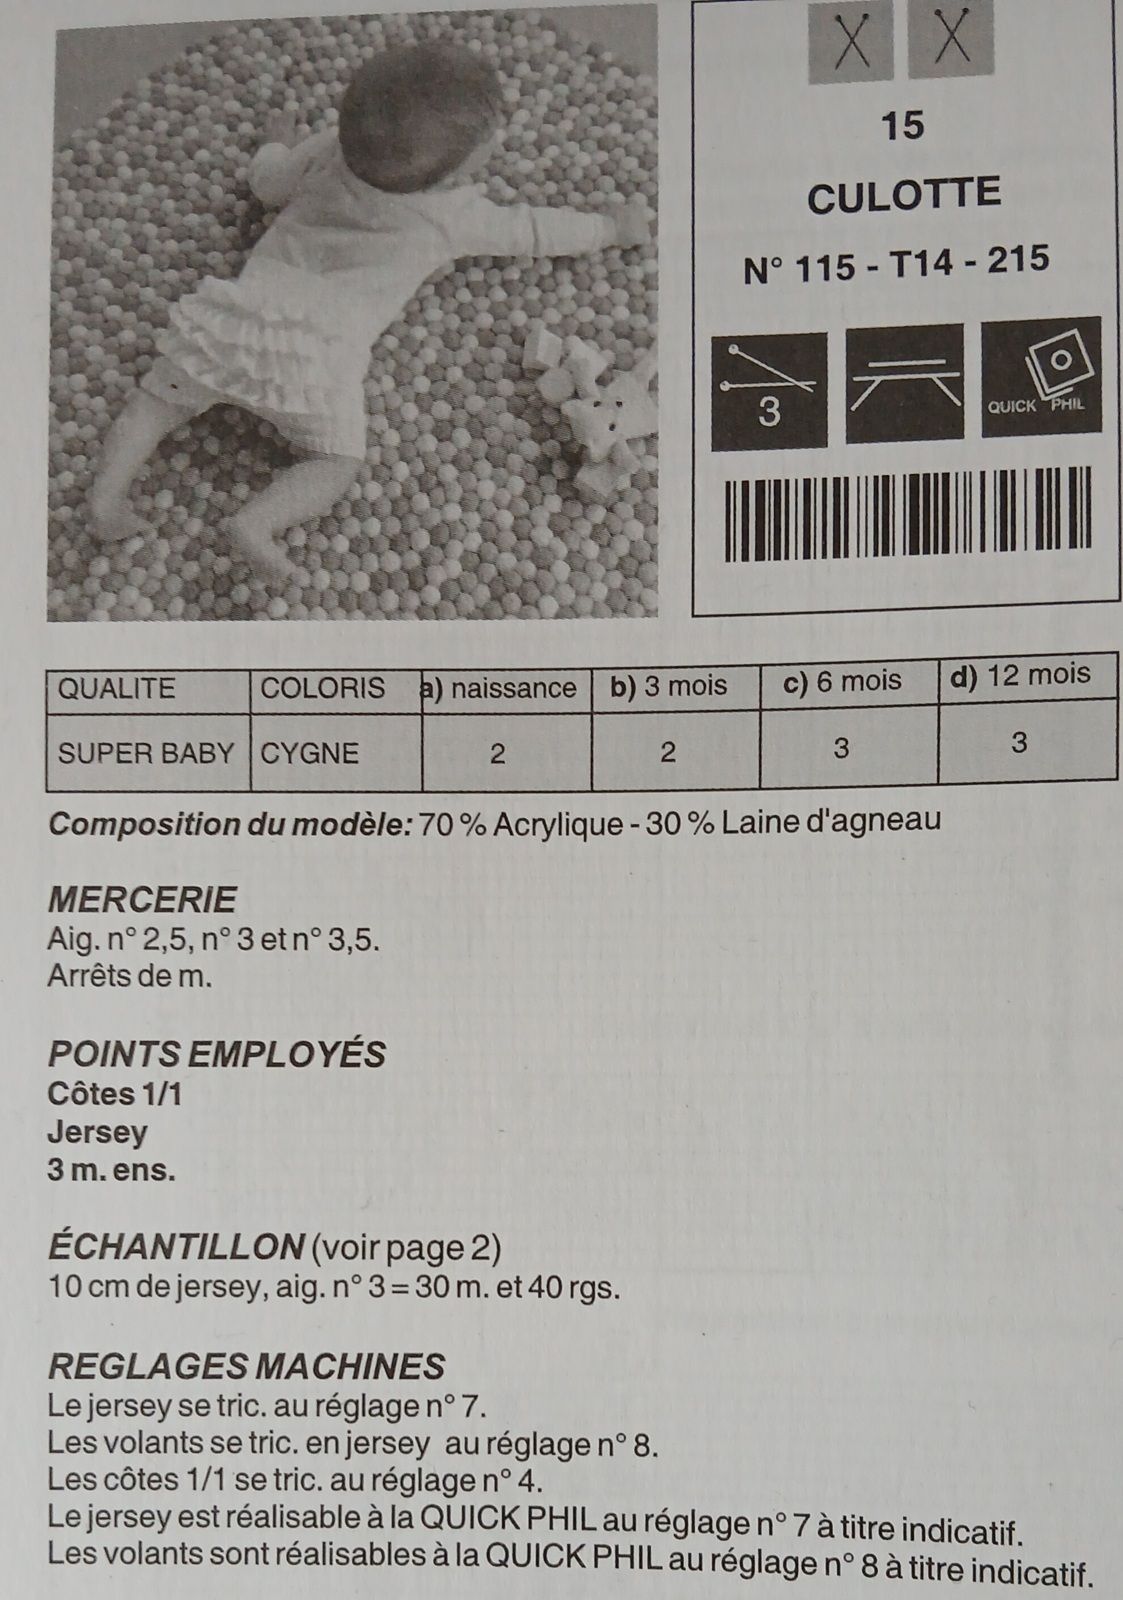 15
CULOTTE
N° 115 - T14 - 215
3
QUICK PHIL
QUALITE COLORIS a) naissance b) 3 mois c) 6 mois d) 12 mois
SUPER BABY CYGNE 2 2 3 3
Composition du modèle: 70 % Acrylique - 30 % Laine d'agneau
MERCERIE
Aig. n° 2,5, n° 3 et n° 3,5.
Arrêts de m.
POINTS EMPLOYÉS
Côtes 1/1
Jersey
3 m. ens.
ÉCHANTILLON (voir page 2)
10 cm de jersey, aig. n° 3 = 30 m. et 40 rgs.
REGLAGES MACHINES
Le jersey se tric. au réglage n° 7.
Les volants se tric. en jersey au réglage n° 8.
Les côtes 1/1 se tric. au réglage n° 4.
Le jersey est réalisable à la QUICK PHIL au réglage n° 7 à titre indicatif.
Les volants sont réalisables à la QUICK PHIL au réglage n° 8 à titre indicatif.